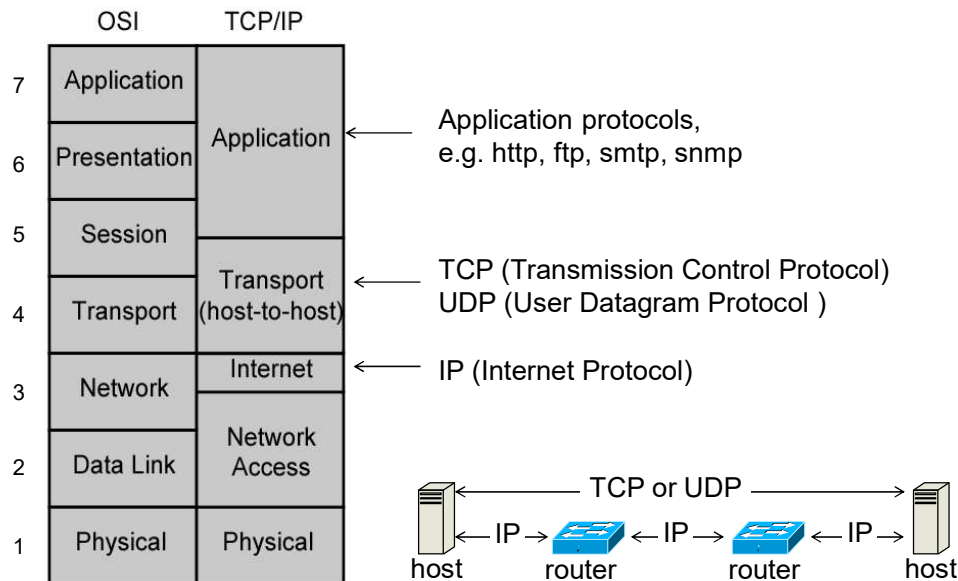 OSI
TCP/IP
7
Application
6
Presentation
5
Session
4
Transport
3
Network
2
Data Link
1
Physical
Application
Transport
(host-to-host)
Internet
Network
Access
Physical
Application protocols,
e.g. http, ftp, smtp, snmp
TCP (Transmission Control Protocol)
UDP (User Datagram Protocol )
IP (Internet Protocol)
TCP or UDP
IP
IP
IP
host
router
router
host